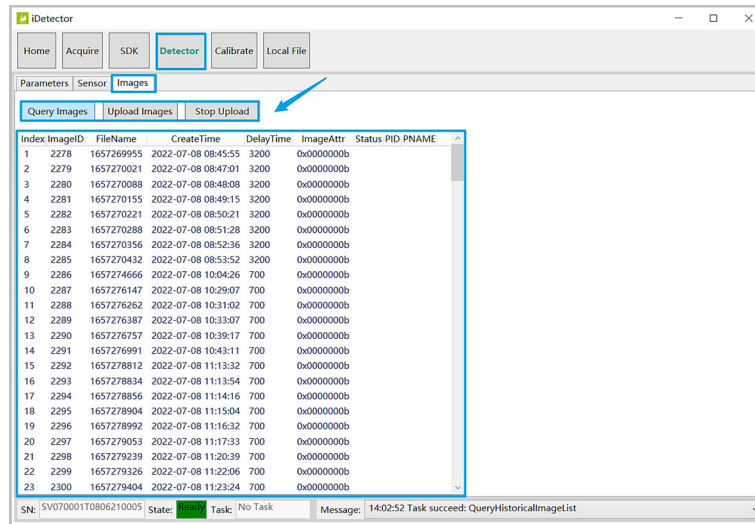 iDetector
Home Acquire SDK Detector Calibrate Local File
Parameters Sensor Images
Query Images Upload Images Stop Upload
Index ImageID FileName CreateTime DelayTime ImageAttr Status PID PNAME
1 2278 1657269955 2022-07-08 08:45:55 3200 0x0000000b
2 2279 1657270021 2022-07-08 08:47:01 3200 0x0000000b
3 2280 1657270088 2022-07-08 08:48:08 3200 0x0000000b
4 2281 1657270155 2022-07-08 08:49:15 3200 0x0000000b
5 2282 1657270221 2022-07-08 08:50:21 3200 0x0000000b
6 2283 1657270288 2022-07-08 08:51:28 3200 0x0000000b
7 2284 1657270356 2022-07-08 08:52:36 3200 0x0000000b
8 2285 1657270432 2022-07-08 08:53:52 3200 0x0000000b
9 2286 1657274666 2022-07-08 10:04:26 700 0x0000000b
10 2287 1657276147 2022-07-08 10:29:07 700 0x0000000b
11 2288 1657276262 2022-07-08 10:31:02 700 0x0000000b
12 2289 1657276387 2022-07-08 10:33:07 700 0x0000000b
13 2290 1657276757 2022-07-08 10:39:17 700 0x0000000b
14 2291 1657276991 2022-07-08 10:43:11 700 0x0000000b
15 2292 1657278812 2022-07-08 11:13:32 700 0x0000000b
16 2293 1657278834 2022-07-08 11:13:54 700 0x0000000b
17 2294 1657278856 2022-07-08 11:14:16 700 0x0000000b
18 2295 1657278904 2022-07-08 11:15:04 700 0x0000000b
19 2296 1657278992 2022-07-08 11:16:32 700 0x0000000b
20 2297 1657279053 2022-07-08 11:17:33 700 0x0000000b
21 2298 1657279239 2022-07-08 11:20:39 700 0x0000000b
22 2299 1657279326 2022-07-08 11:22:06 700 0x0000000b
23 2300 1657279404 2022-07-08 11:23:24 700 0x0000000b
SN: SV070001T0806210005 State: Ready Task: No Task Message: 14:02:52 Task succeed: QueryHistoricalImageList